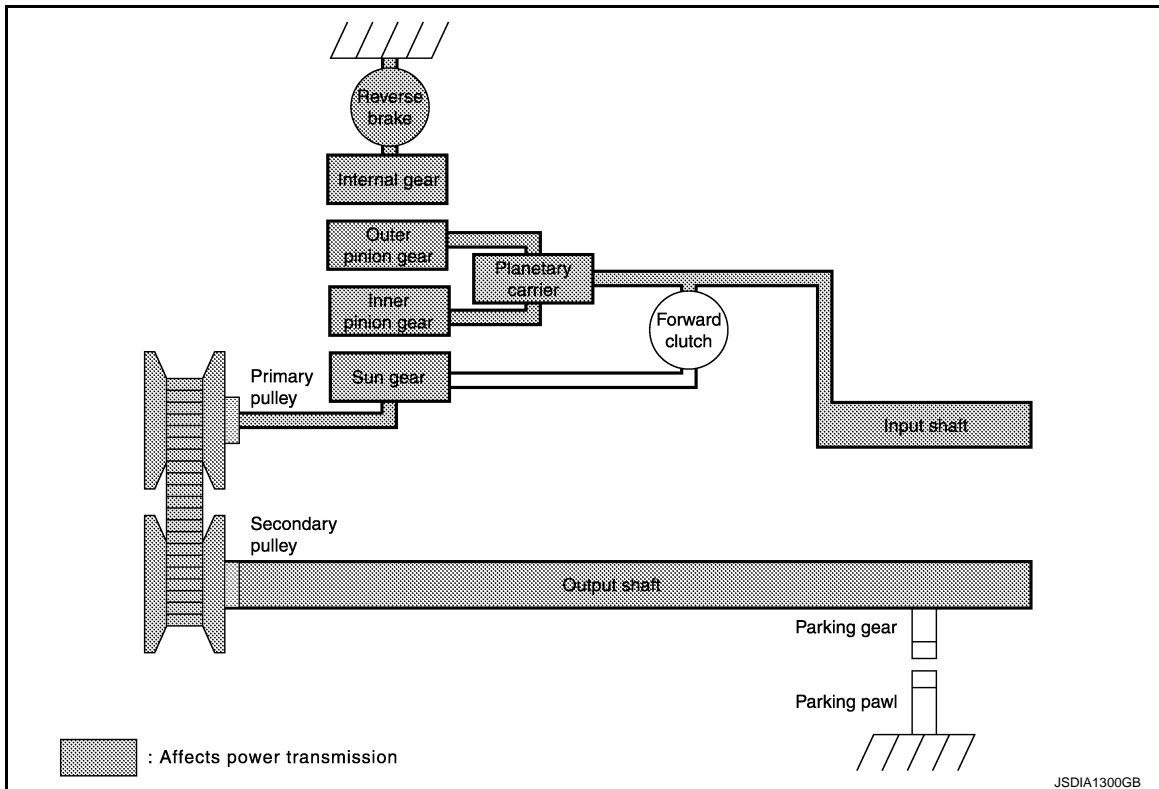 Reverse
brake
Internal gear
Outer
pinion gear
Planetary
carrier
Inner
pinion gear
Forward
clutch
Sun gear
Primary
pulley
Input shaft
Secondary
pulley
Output shaft
Parking gear
Parking pawl
: Affects power transmission
JSDIA1300GB